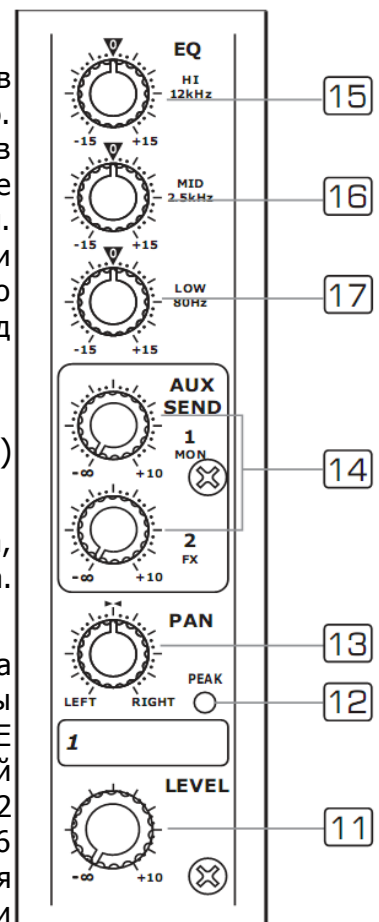 EQ
HI
12kHz
15
-15 +15
MID
2.5kHz
16
-15 +15
LOW
80Hz
17
-15 +15
AUX
SEND
1
MON
14
-∞ +10
2
FX
-∞ +10
PAN
13
PEAK
12
LEFT RIGHT
1
LEVEL
11
-∞ +10
0
0
0
в
в
е
и
о
д
)
а
ы
Е
й
2
6
я
и